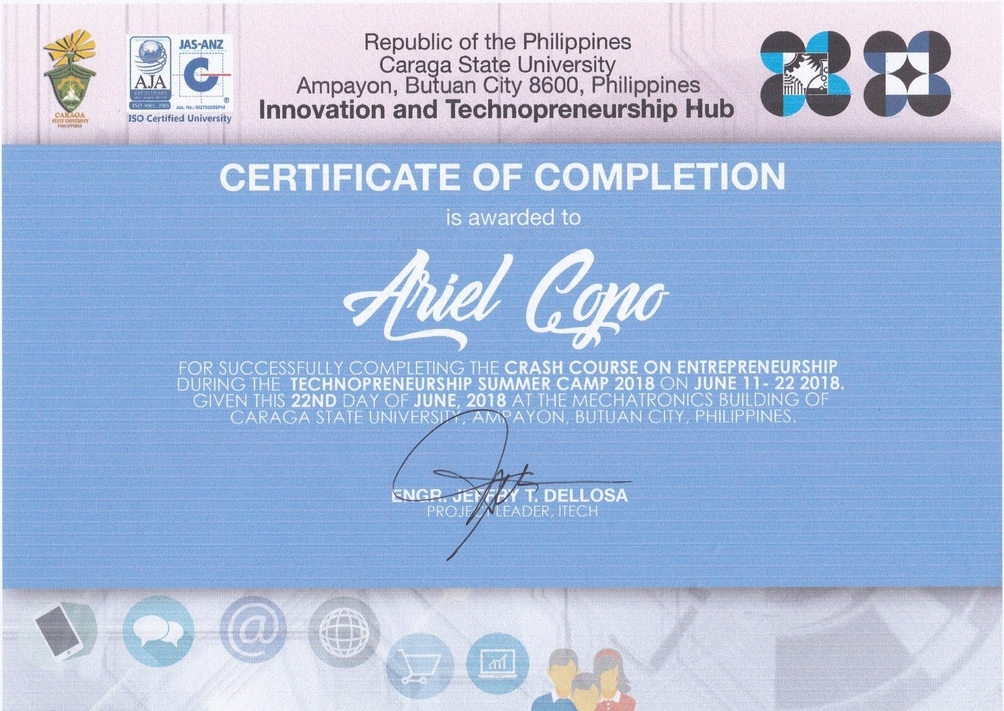 Republic of the Philippines
Caraga State University
Ampayon, Butuan City 8600, Philippines
Innovation and Technopreneurship Hub
CARAGA
STATE UNIVERSITY
PHILIPPINES
AJA
REGISTRARS
ISO 9001:2008
JAS-ANZ
C
®
ISO Certified University
CERTIFICATE OF COMPLETION
is awarded to
Ariel Copo
FOR SUCCESSFULLY COMPLETING THE CRASH COURSE ON ENTREPRENEURSHIP
DURING THE TECHNOPRENEURSHIP SUMMER CAMP 2018 ON JUNE 11- 22 2018.
GIVEN THIS 22ND DAY OF JUNE, 2018 AT THE MECHATRONICS BUILDING OF
CARAGA STATE UNIVERSITY, AMPAYON, BUTUAN CITY, PHILIPPINES.
ENGR. JEFFRY T. DELLOSA
PROJECT LEADER, ITECH
@